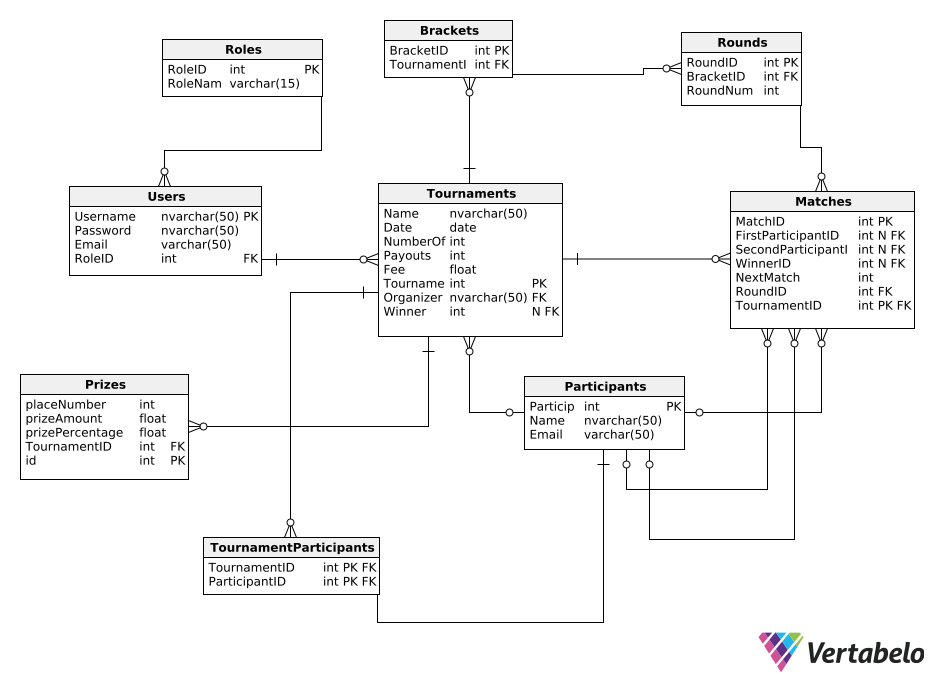 Roles
RoleID int PK
RoleNam varchar(15)
Brackets
BracketID int PK
TournamentI int FK
Rounds
RoundID int PK
BracketID int FK
RoundNum int
Users
Username nvarchar(50) PK
Password nvarchar(50)
Email varchar(50)
RoleID int FK
Tournaments
Name nvarchar(50)
Date date
NumberOf int
Payouts int
Fee float
Tourname int PK
Organizer nvarchar(50) FK
Winner int N FK
Matches
MatchID int PK
FirstParticipantID int N FK
SecondParticipantI int N FK
WinnerID int N FK
NextMatch int
RoundID int FK
TournamentID int PK FK
Prizes
placeNumber int
prizeAmount float
prizePercentage float
TournamentID int FK
id int PK
Participants
Particip int PK
Name nvarchar(50)
Email varchar(50)
TournamentParticipants
TournamentID int PK FK
ParticipantID int PK FK
Vertabelo